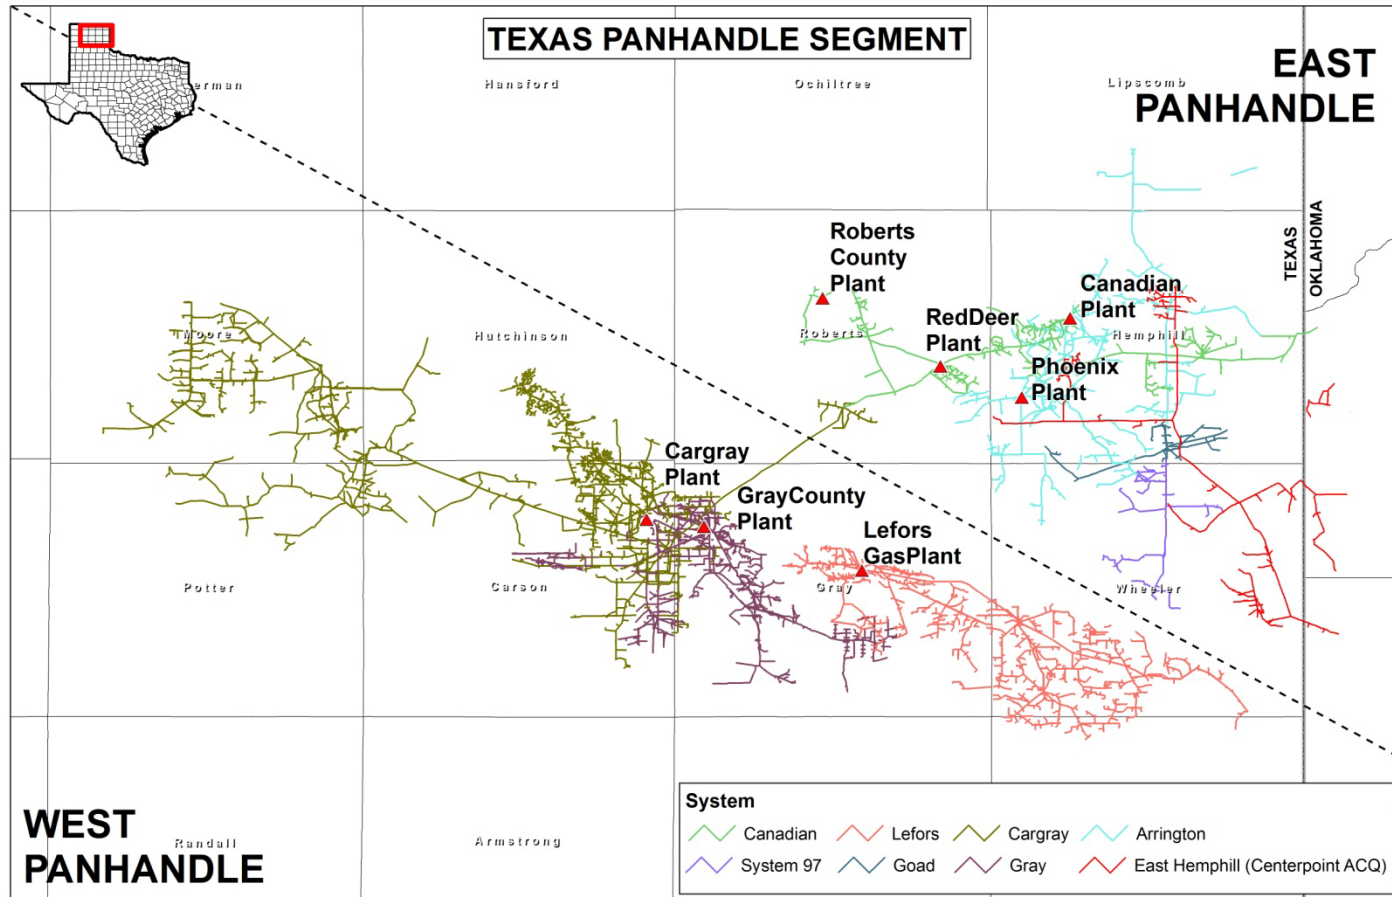 TEXAS PANHANDLE SEGMENT
EAST
PANHANDLE
erman
Hansford
Ochiltree
Lipscomb
TEXAS
OKLAHOMA
Roberts
County
Plant
Canadian
Plant
RedDeer
Plant
Phoenix
Plant
Moore
Hutchinson
Roberts
Hemphill
Cargray
Plant
GrayCounty
Plant
Lefors
GasPlant
Potter
Carson
Gray
Wheeler
WEST
PANHANDLE
Randall
Armstrong
System
Canadian
Lefors
Cargray
Arrington
System 97
Goad
Gray
East Hemphill (Centerpoint ACQ)